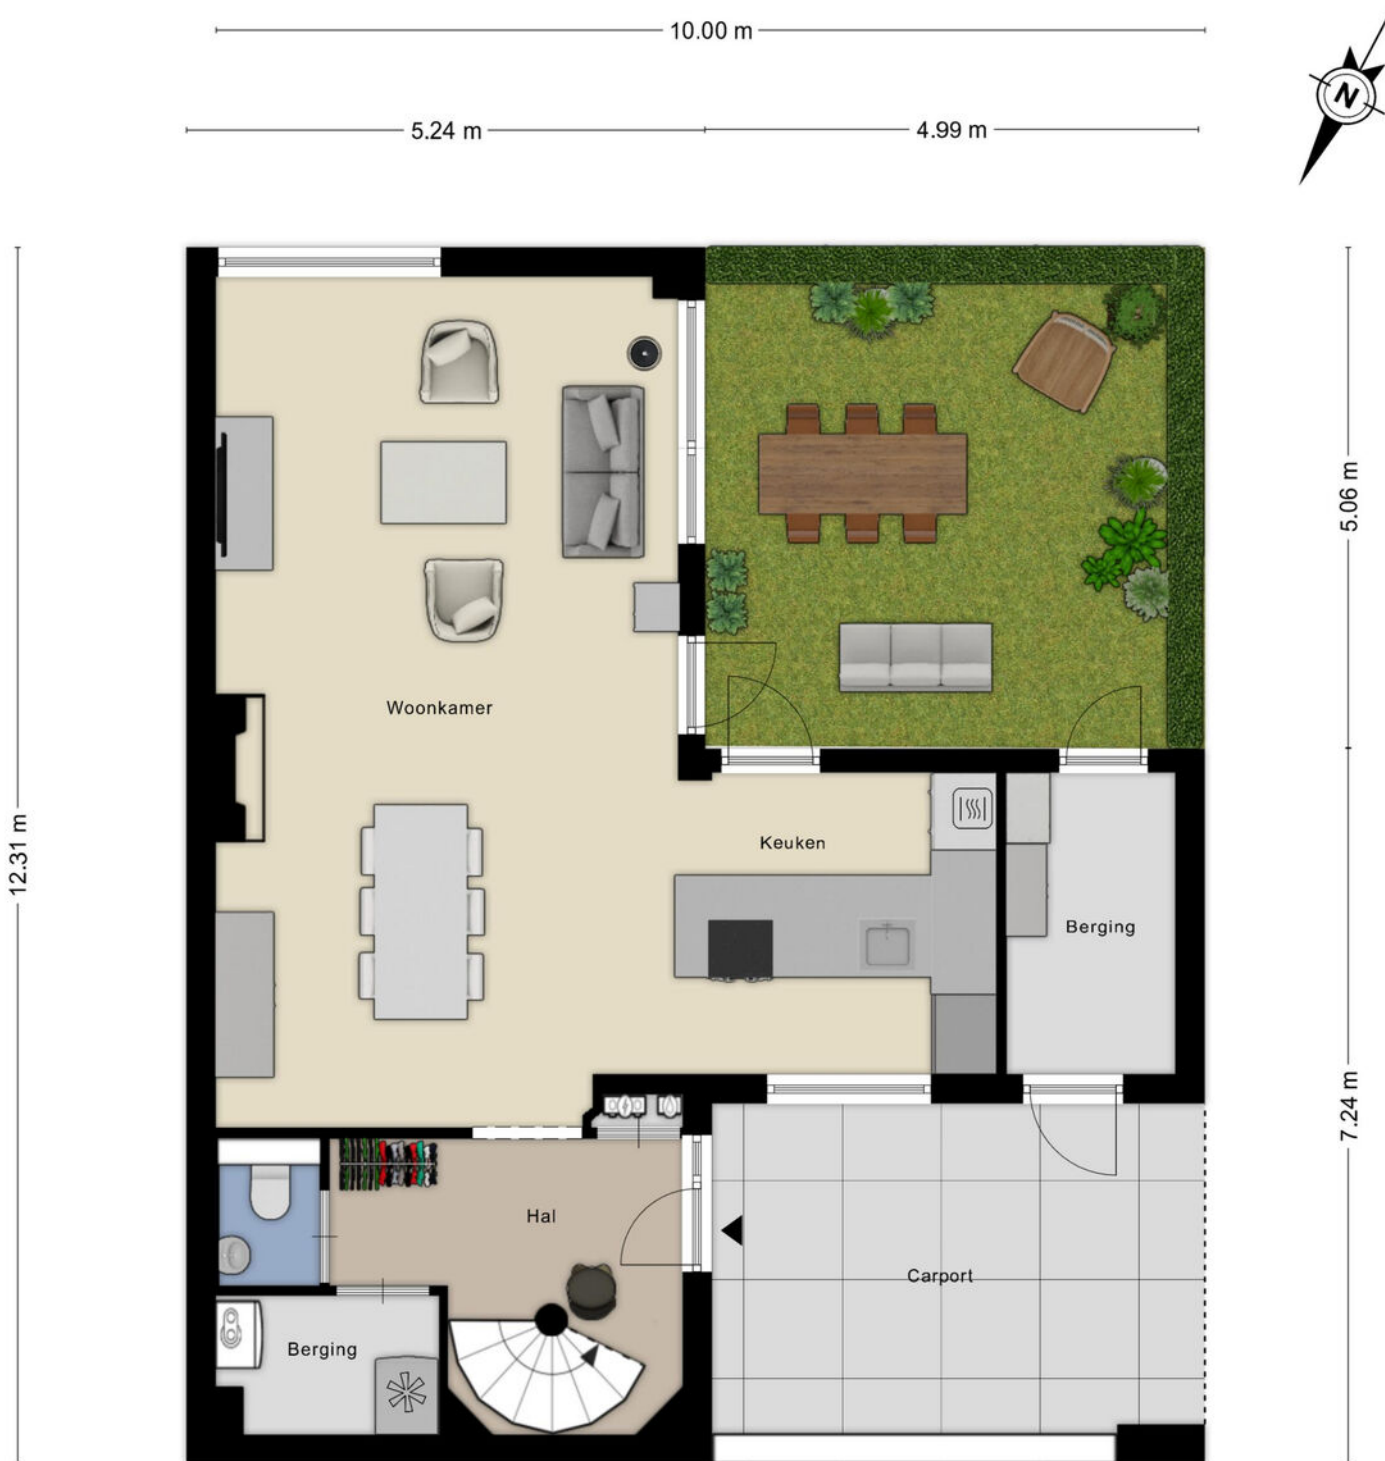 10.00 m
5.24 m
4.99 m
N
12.31 m
5.06 m
7.24 m
Woonkamer
Keuken
Berging
Hal
Carport
Berging